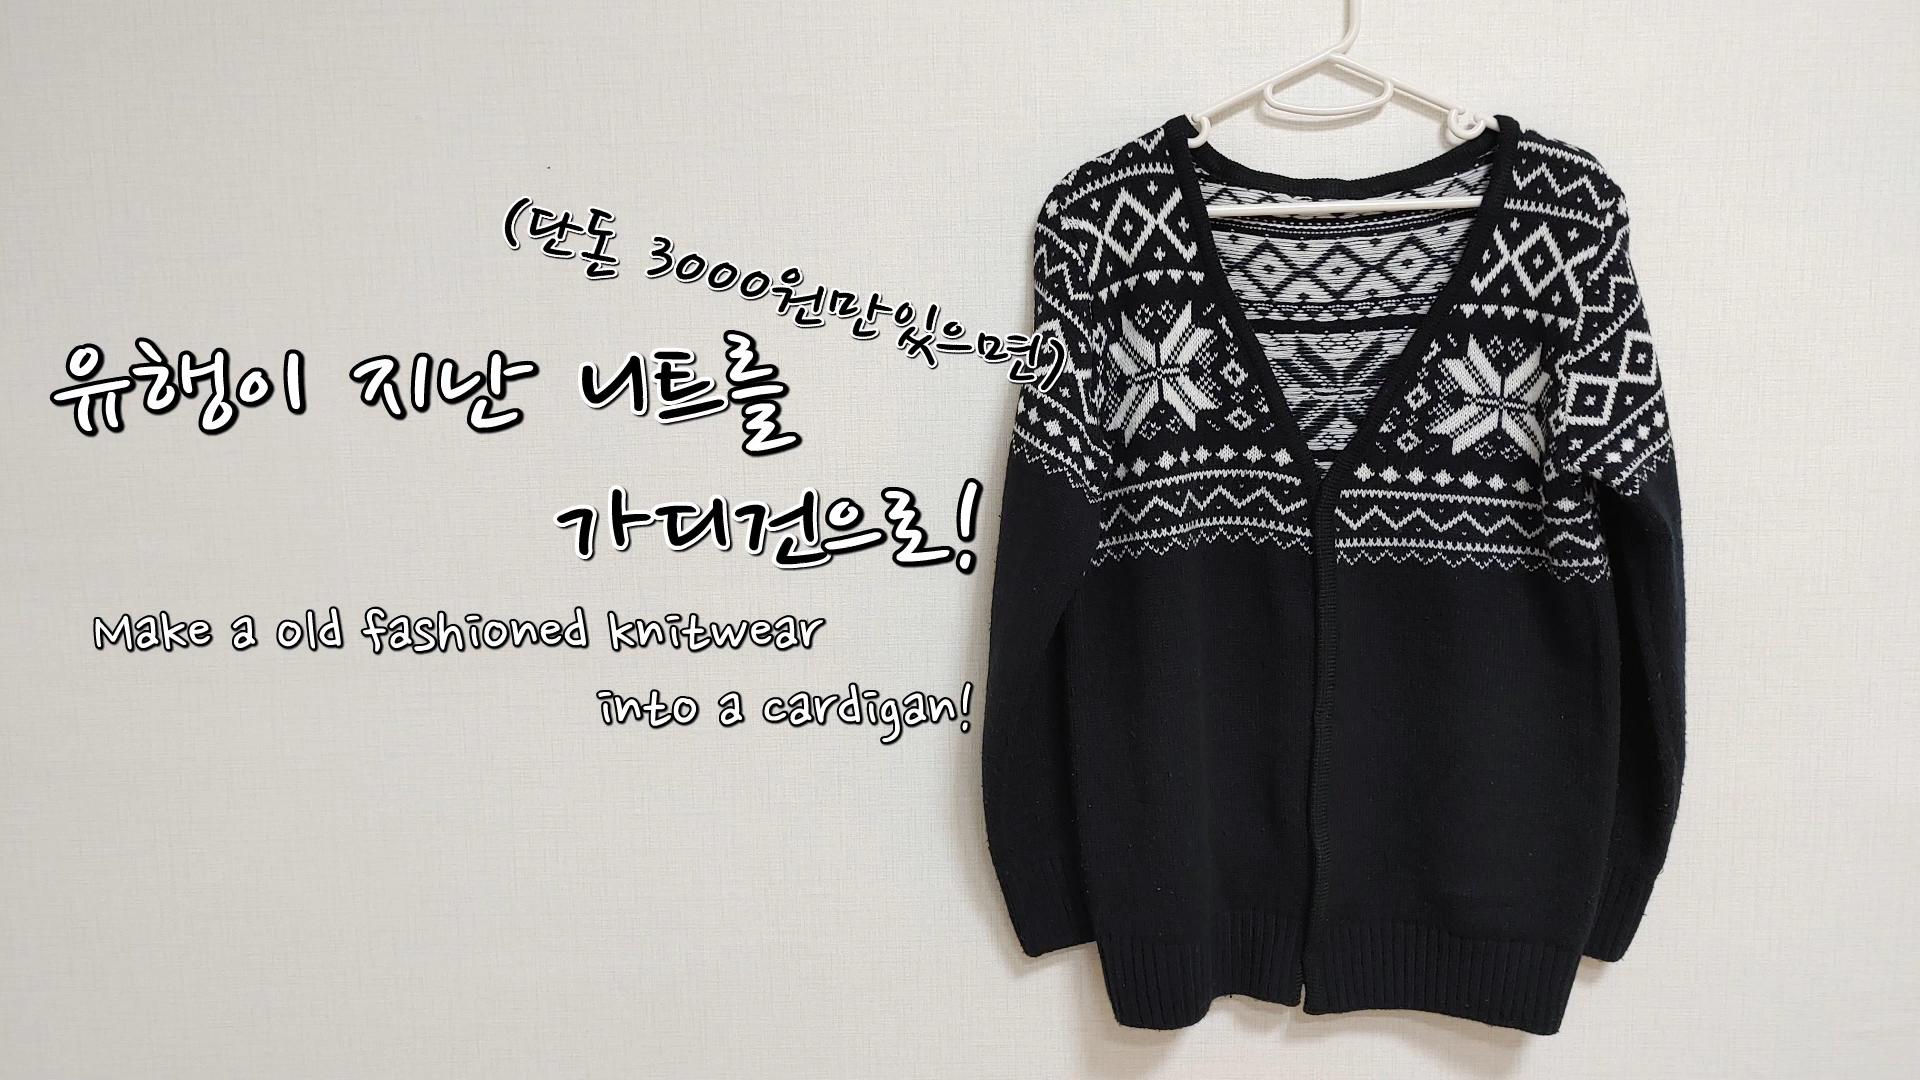 (단돈 3000원만있으면)
유행이 지난 니트를
가디건으로!
Make a old fashioned knitwear
into a cardigan!